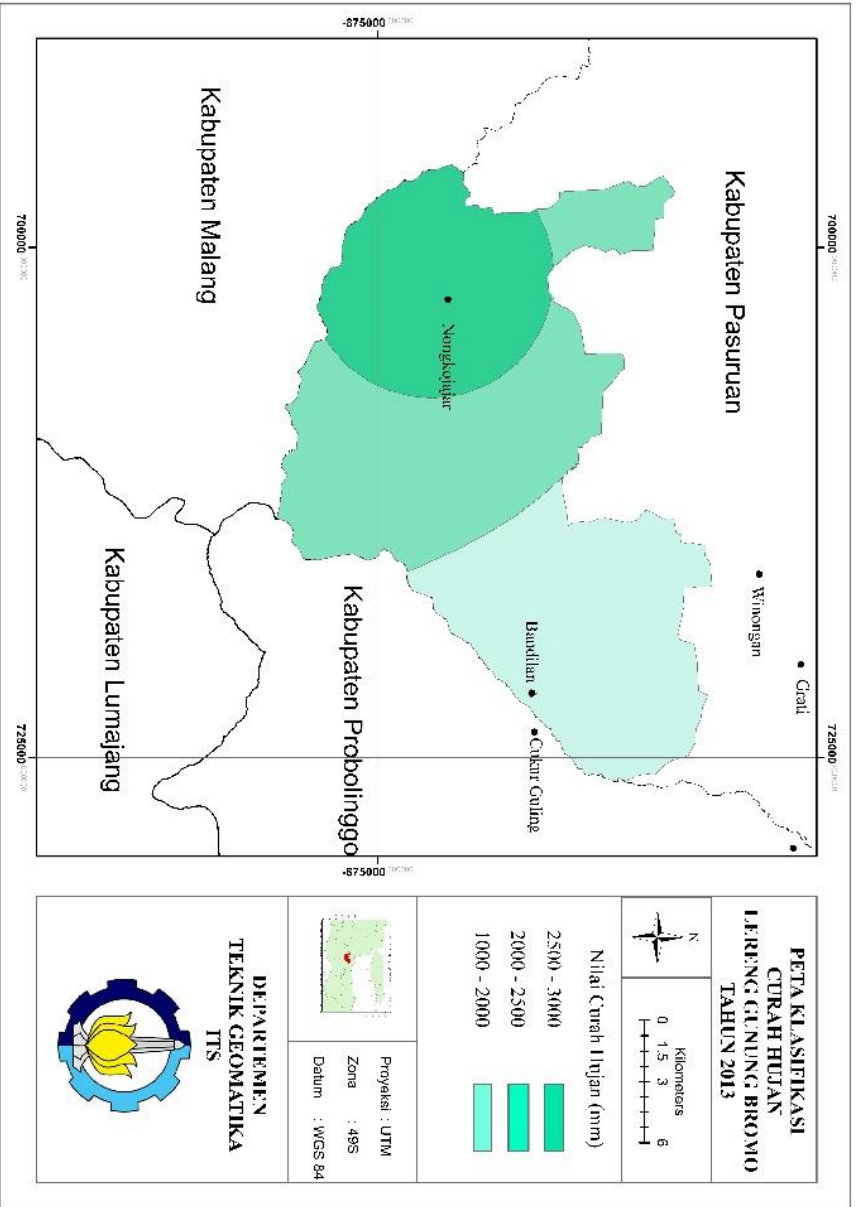 700000
725000
-875000
Kabupaten Pasuruan
Winongan
Grati
Nongkojajar
Cukur Guling
Kabupaten Malang
Kabupaten Probolinggo
Kabupaten Lumajang
-875000
700000
725000
PETA KLASIFIKASI
CURAH HUJAN
LERENG GUNUNG BROMO
TAHUN 2013
N
Kilometers
0 1.5 3 6
Nilai Curah Hujan (mm)
2500 - 3000
2000 - 2500
1000 - 2000
Proyeksi : UTM
Zona : 49S
Datum : WGS 84
DEPARTEMEN
TEKNIK GEOMATIKA
ITS